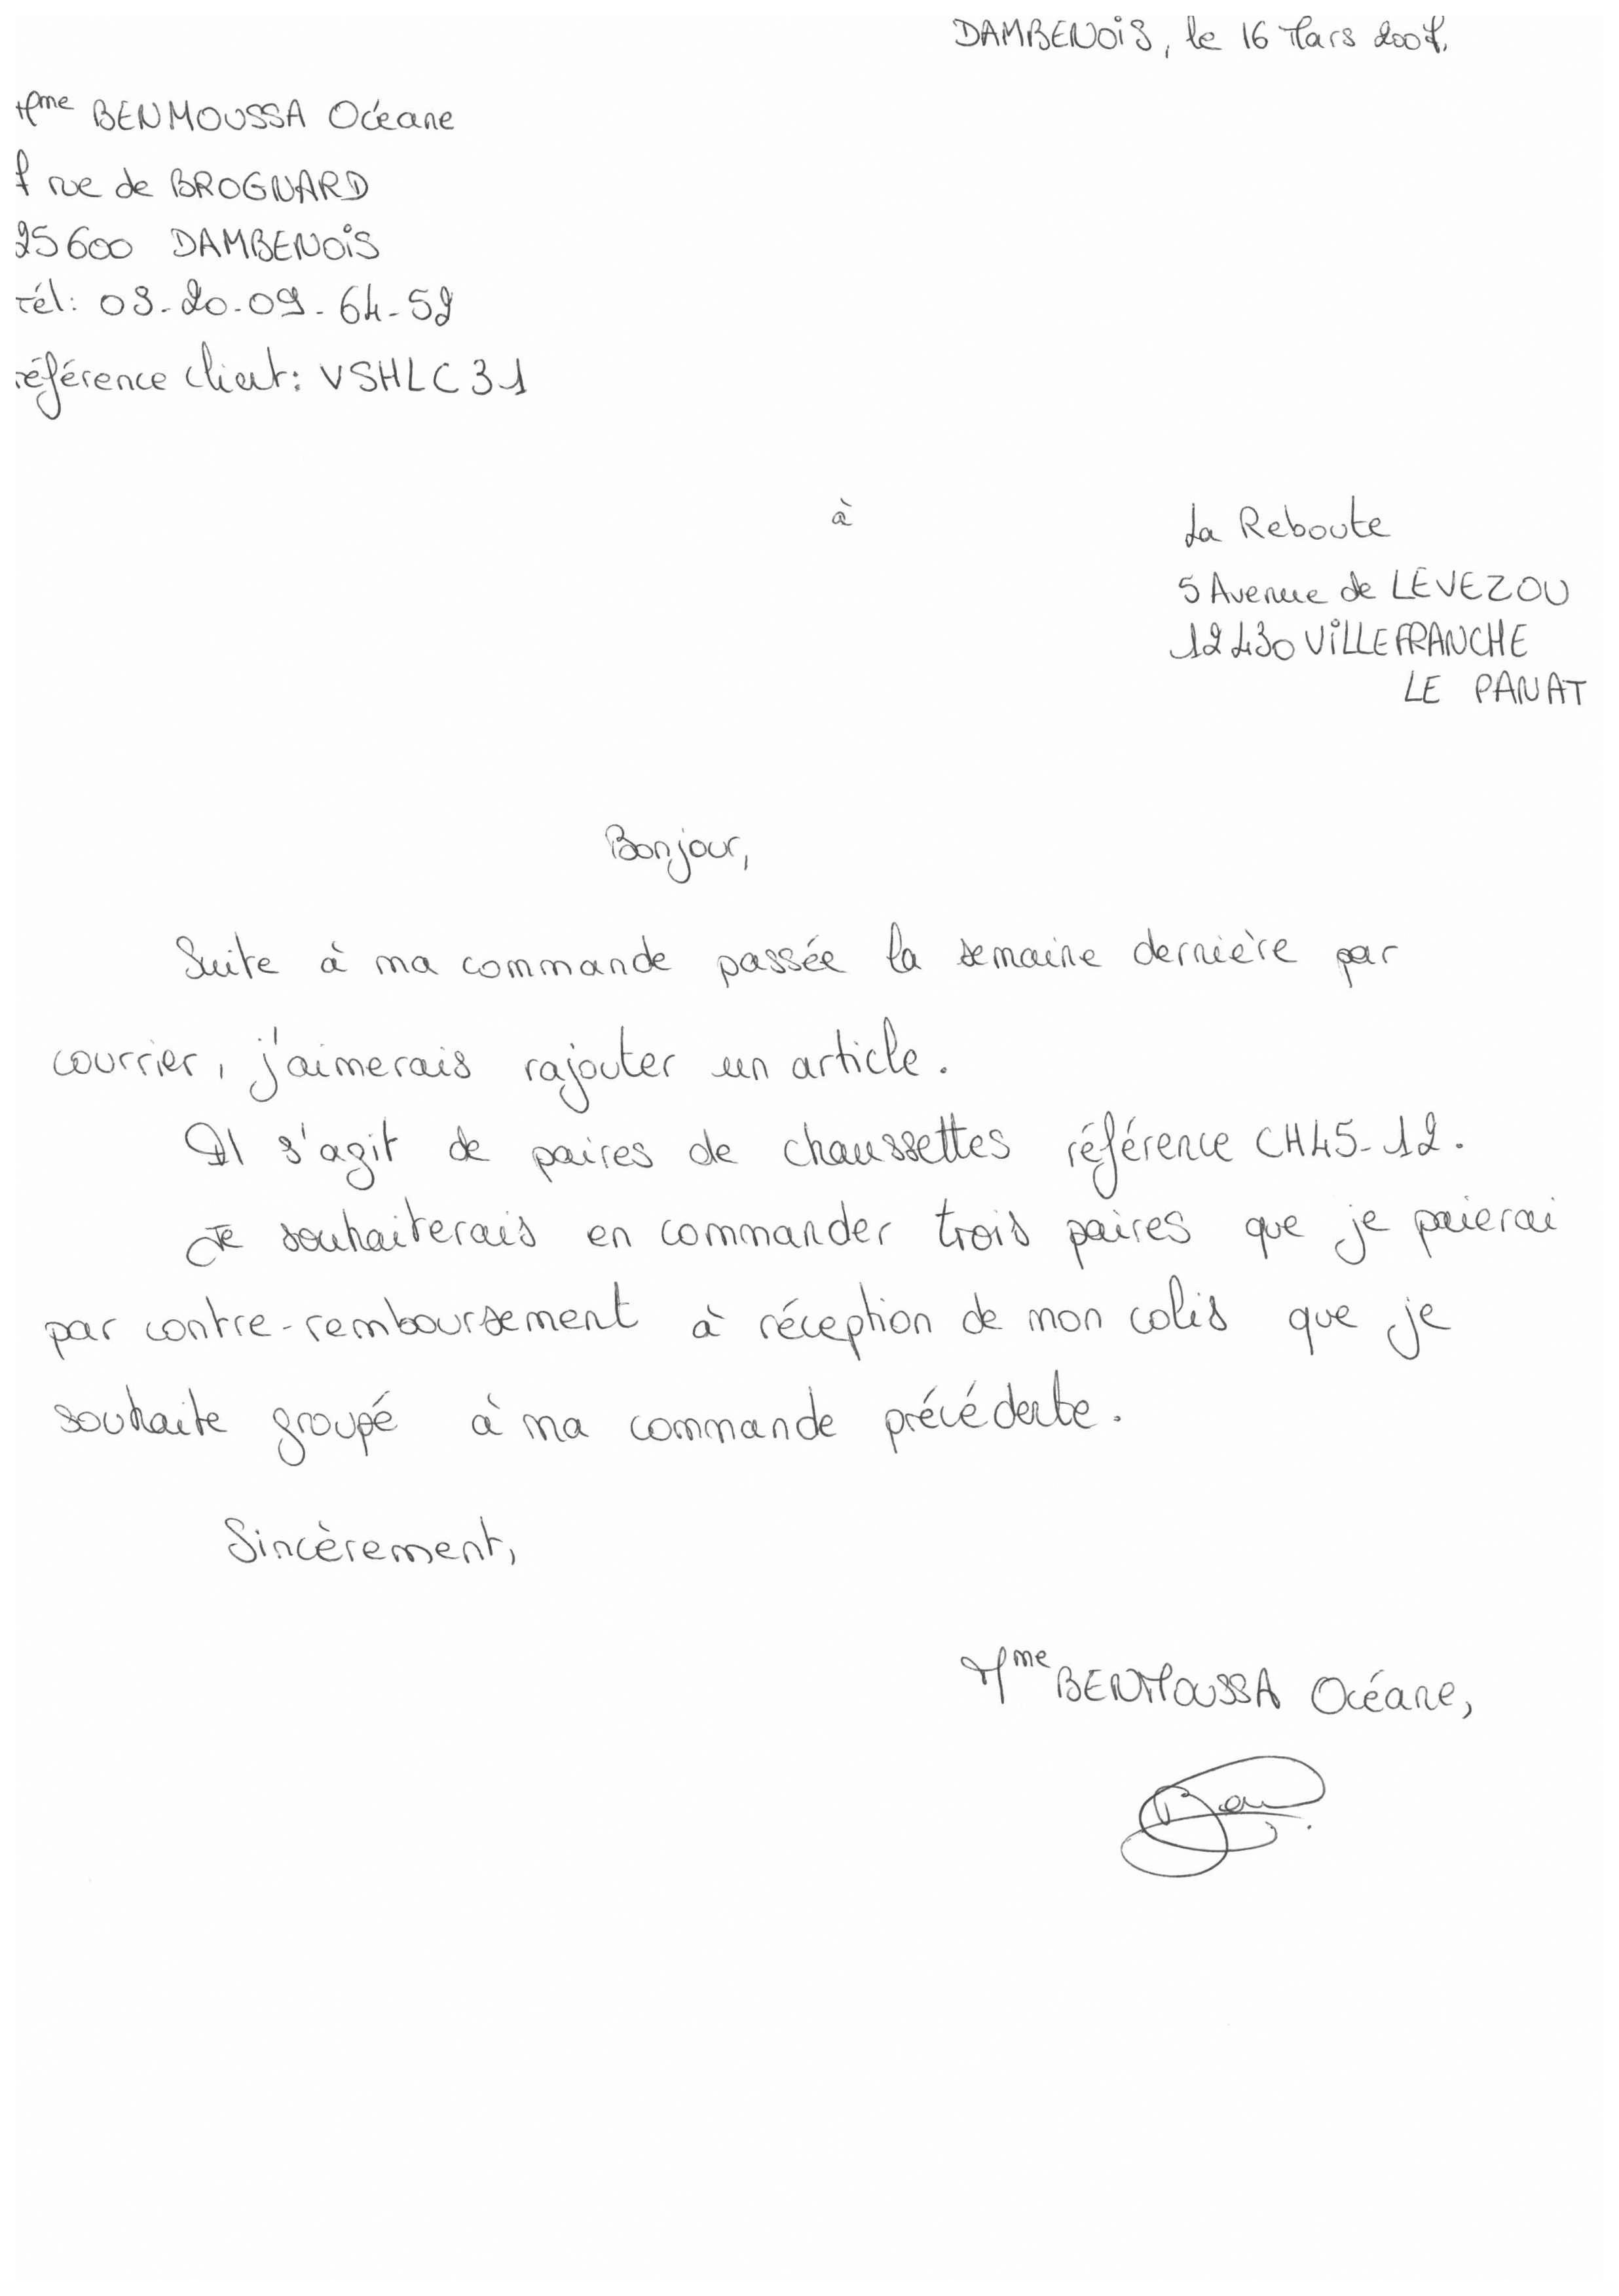 DAMBENOIS, le 16 Mars 2007.
Mme BENMOUSSA Océane
7 rue de BROGNARD
25600 DAMBENOIS
Tél: 03-20-09-64-59
référence client: VSHLC31
à
La Reboute
5 Avenue de LEVEZOU
12430 VILLEFRANCHE
LE PANAT
Bonjour,
Suite à ma commande passée la semaine dernière par
courrier, j'aimerais rajouter un article.
Il s'agit de paires de chaussettes référence CH45-12.
Je souhaiterais en commander trois paires que je paierai
par contre-remboursement à réception de mon colis que je
souhaite groupé à ma commande précédente.
Sincèrement,
Mme BENMOUSSA Océane,